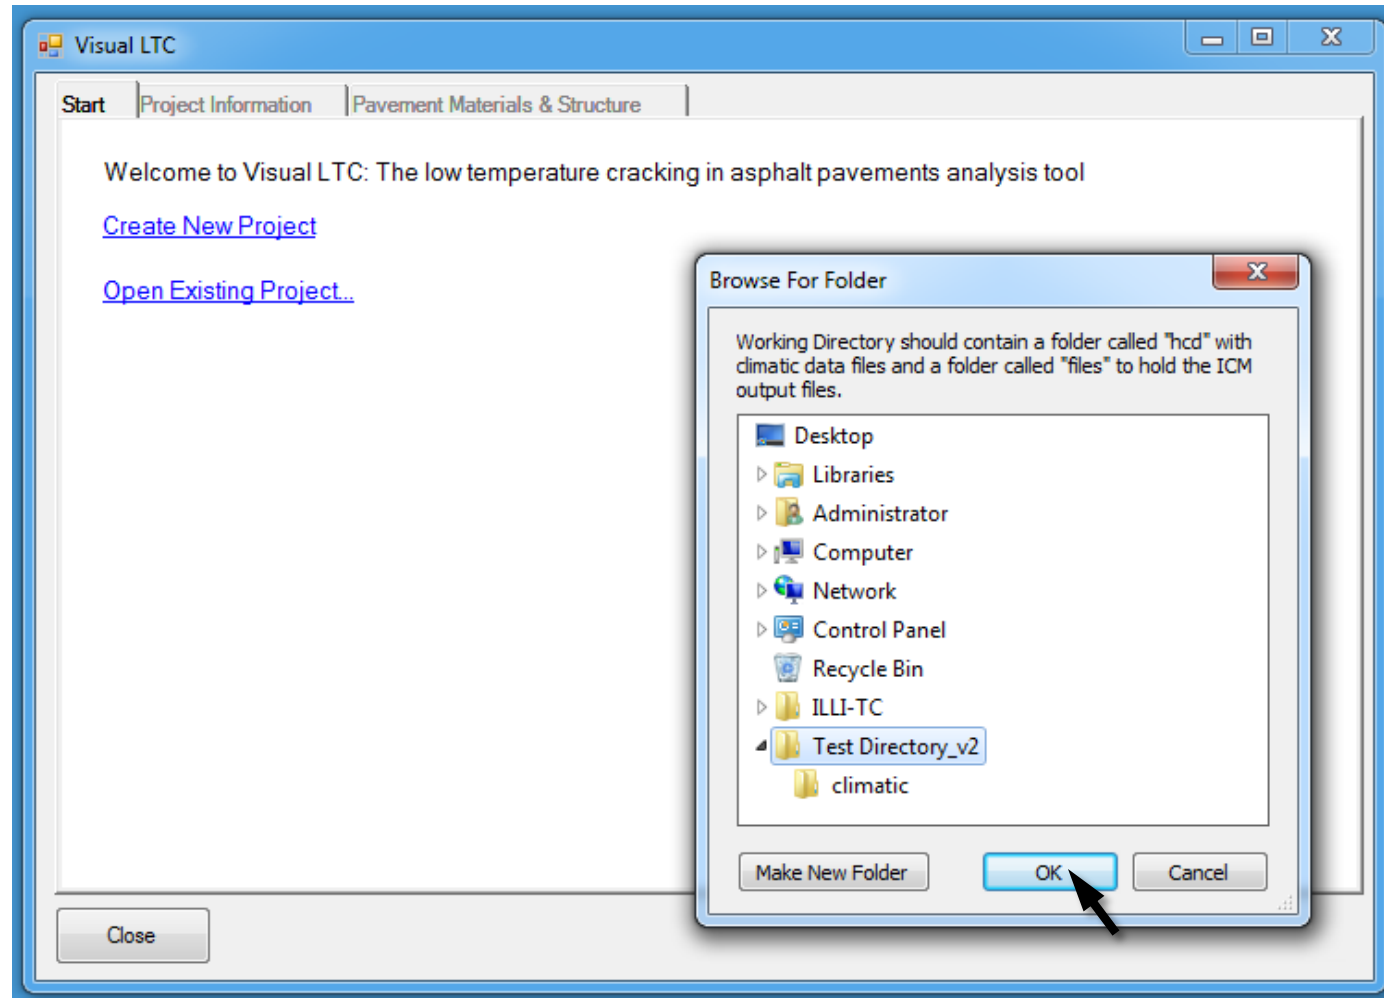 Visual LTC
Start
Project Information
Pavement Materials & Structure
Welcome to Visual LTC: The low temperature cracking in asphalt pavements analysis tool
Create New Project
Open Existing Project...
Browse For Folder
Working Directory should contain a folder called "hcd" with
climatic data files and a folder called "files" to hold the ICM
output files.
Desktop
Libraries
Administrator
Computer
Network
Control Panel
Recycle Bin
ILLI-TC
Test Directory_v2
climatic
Make New Folder
OK
Cancel
Close